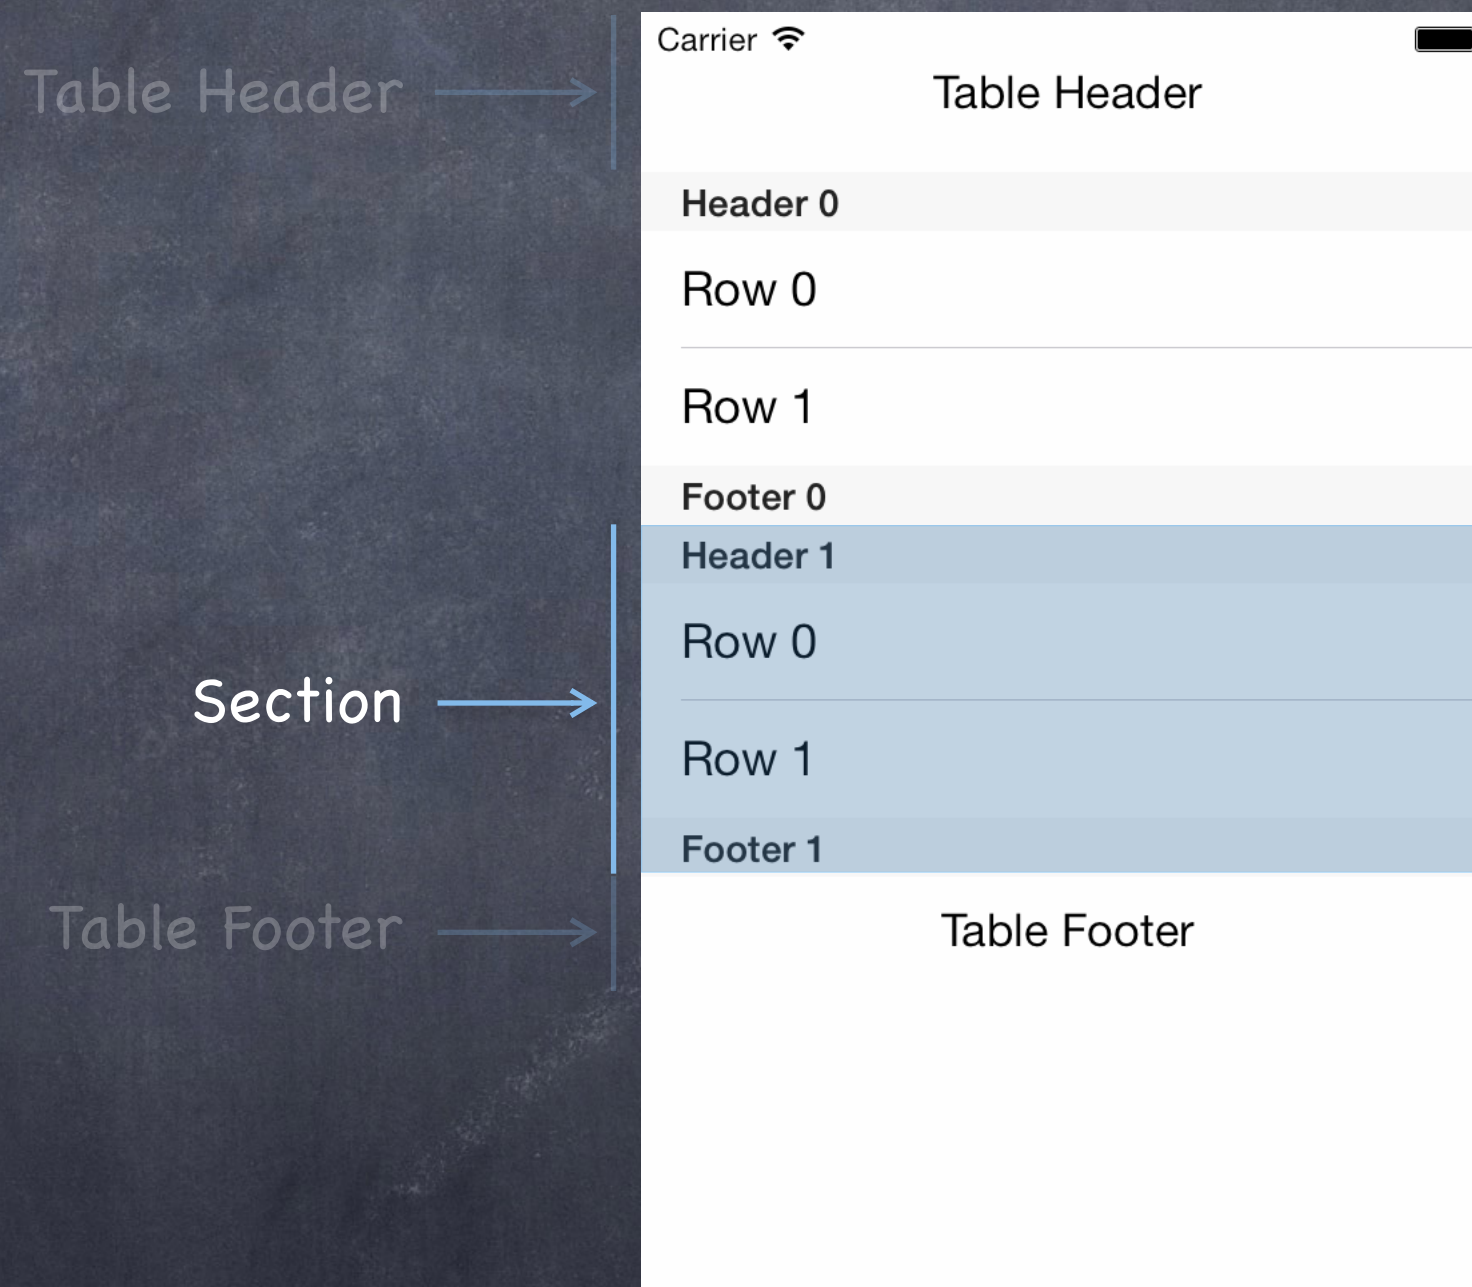 Carrier
Table Header
Table Header
Header 0
Row 0
Row 1
Footer 0
Header 1
Row 0
Section
Row 1
Footer 1
Table Footer
Table Footer